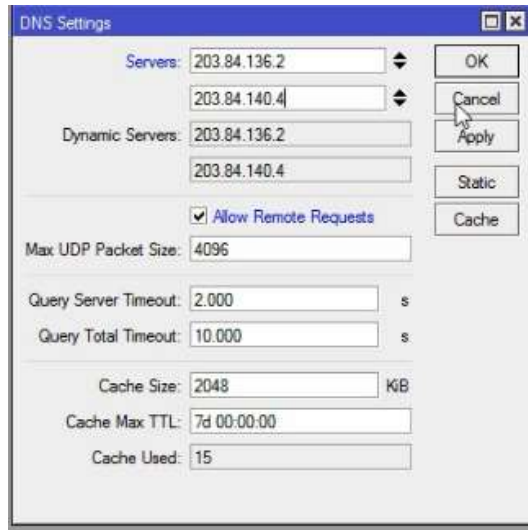 DNS Settings
Servers: 203.84.136.2 OK
203.84.140.4 Cancel
Dynamic Servers: 203.84.136.2 Apply
203.84.140.4 Static
Allow Remote Requests Cache
Max UDP Packet Size: 4096
Query Server Timeout: 2.000 s
Query Total Timeout: 10.000 s
Cache Size: 2048 KiB
Cache Max TTL: 7d 00:00:00
Cache Used: 15